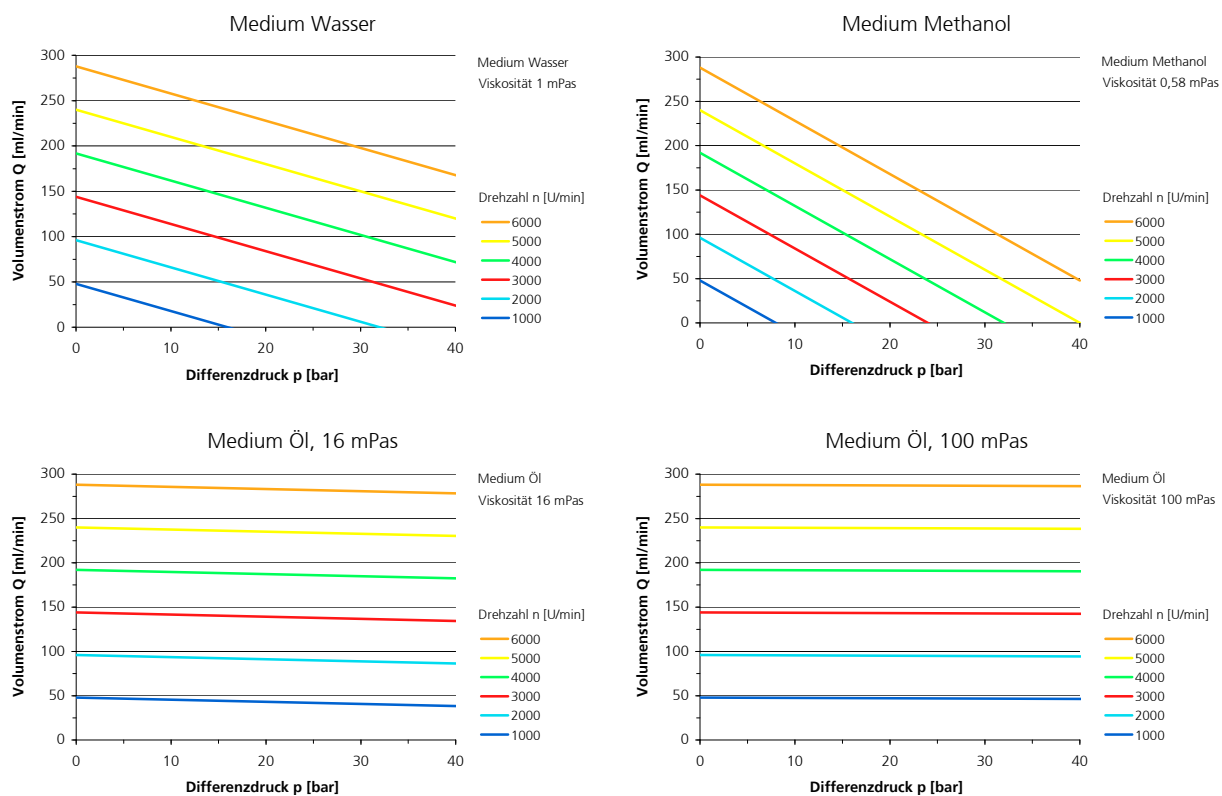 Medium Wasser
Volumenstrom Q [ml/min]
300
250
200
150
100
50
0
0 10 20 30 40
Differenzdruck p [bar]
Medium Wasser
Viskosität 1 mPas
Drehzahl n [U/min]
6000
5000
4000
3000
2000
1000
Medium Methanol
Volumenstrom Q [ml/min]
300
250
200
150
100
50
0
0 10 20 30 40
Differenzdruck p [bar]
Medium Methanol
Viskosität 0,58 mPas
Drehzahl n [U/min]
6000
5000
4000
3000
2000
1000
Medium Öl, 16 mPas
Volumenstrom Q [ml/min]
300
250
200
150
100
50
0
0 10 20 30 40
Differenzdruck p [bar]
Medium Öl
Viskosität 16 mPas
Drehzahl n [U/min]
6000
5000
4000
3000
2000
1000
Medium Öl, 100 mPas
Volumenstrom Q [ml/min]
300
250
200
150
100
50
0
0 10 20 30 40
Differenzdruck p [bar]
Medium Öl
Viskosität 100 mPas
Drehzahl n [U/min]
6000
5000
4000
3000
2000
1000